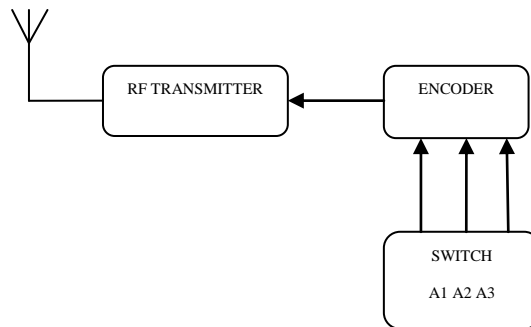 RF TRANSMITTER
ENCODER
SWITCH
A1 A2 A3